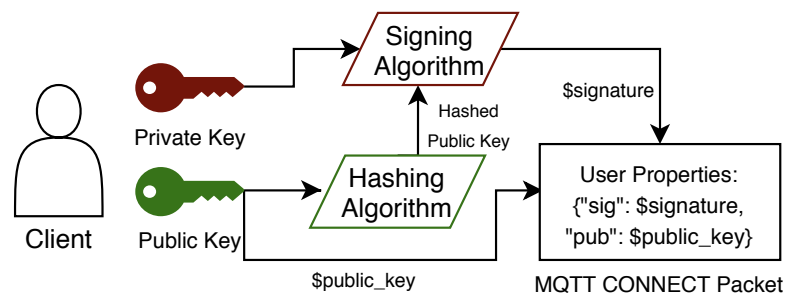 Signing
Algorithm
$signature
Hashed
Public Key
Private Key
Hashing
Algorithm
User Properties:
{"sig": $signature,
"pub": $public_key}
Client
Public Key
$public_key
MQTT CONNECT Packet